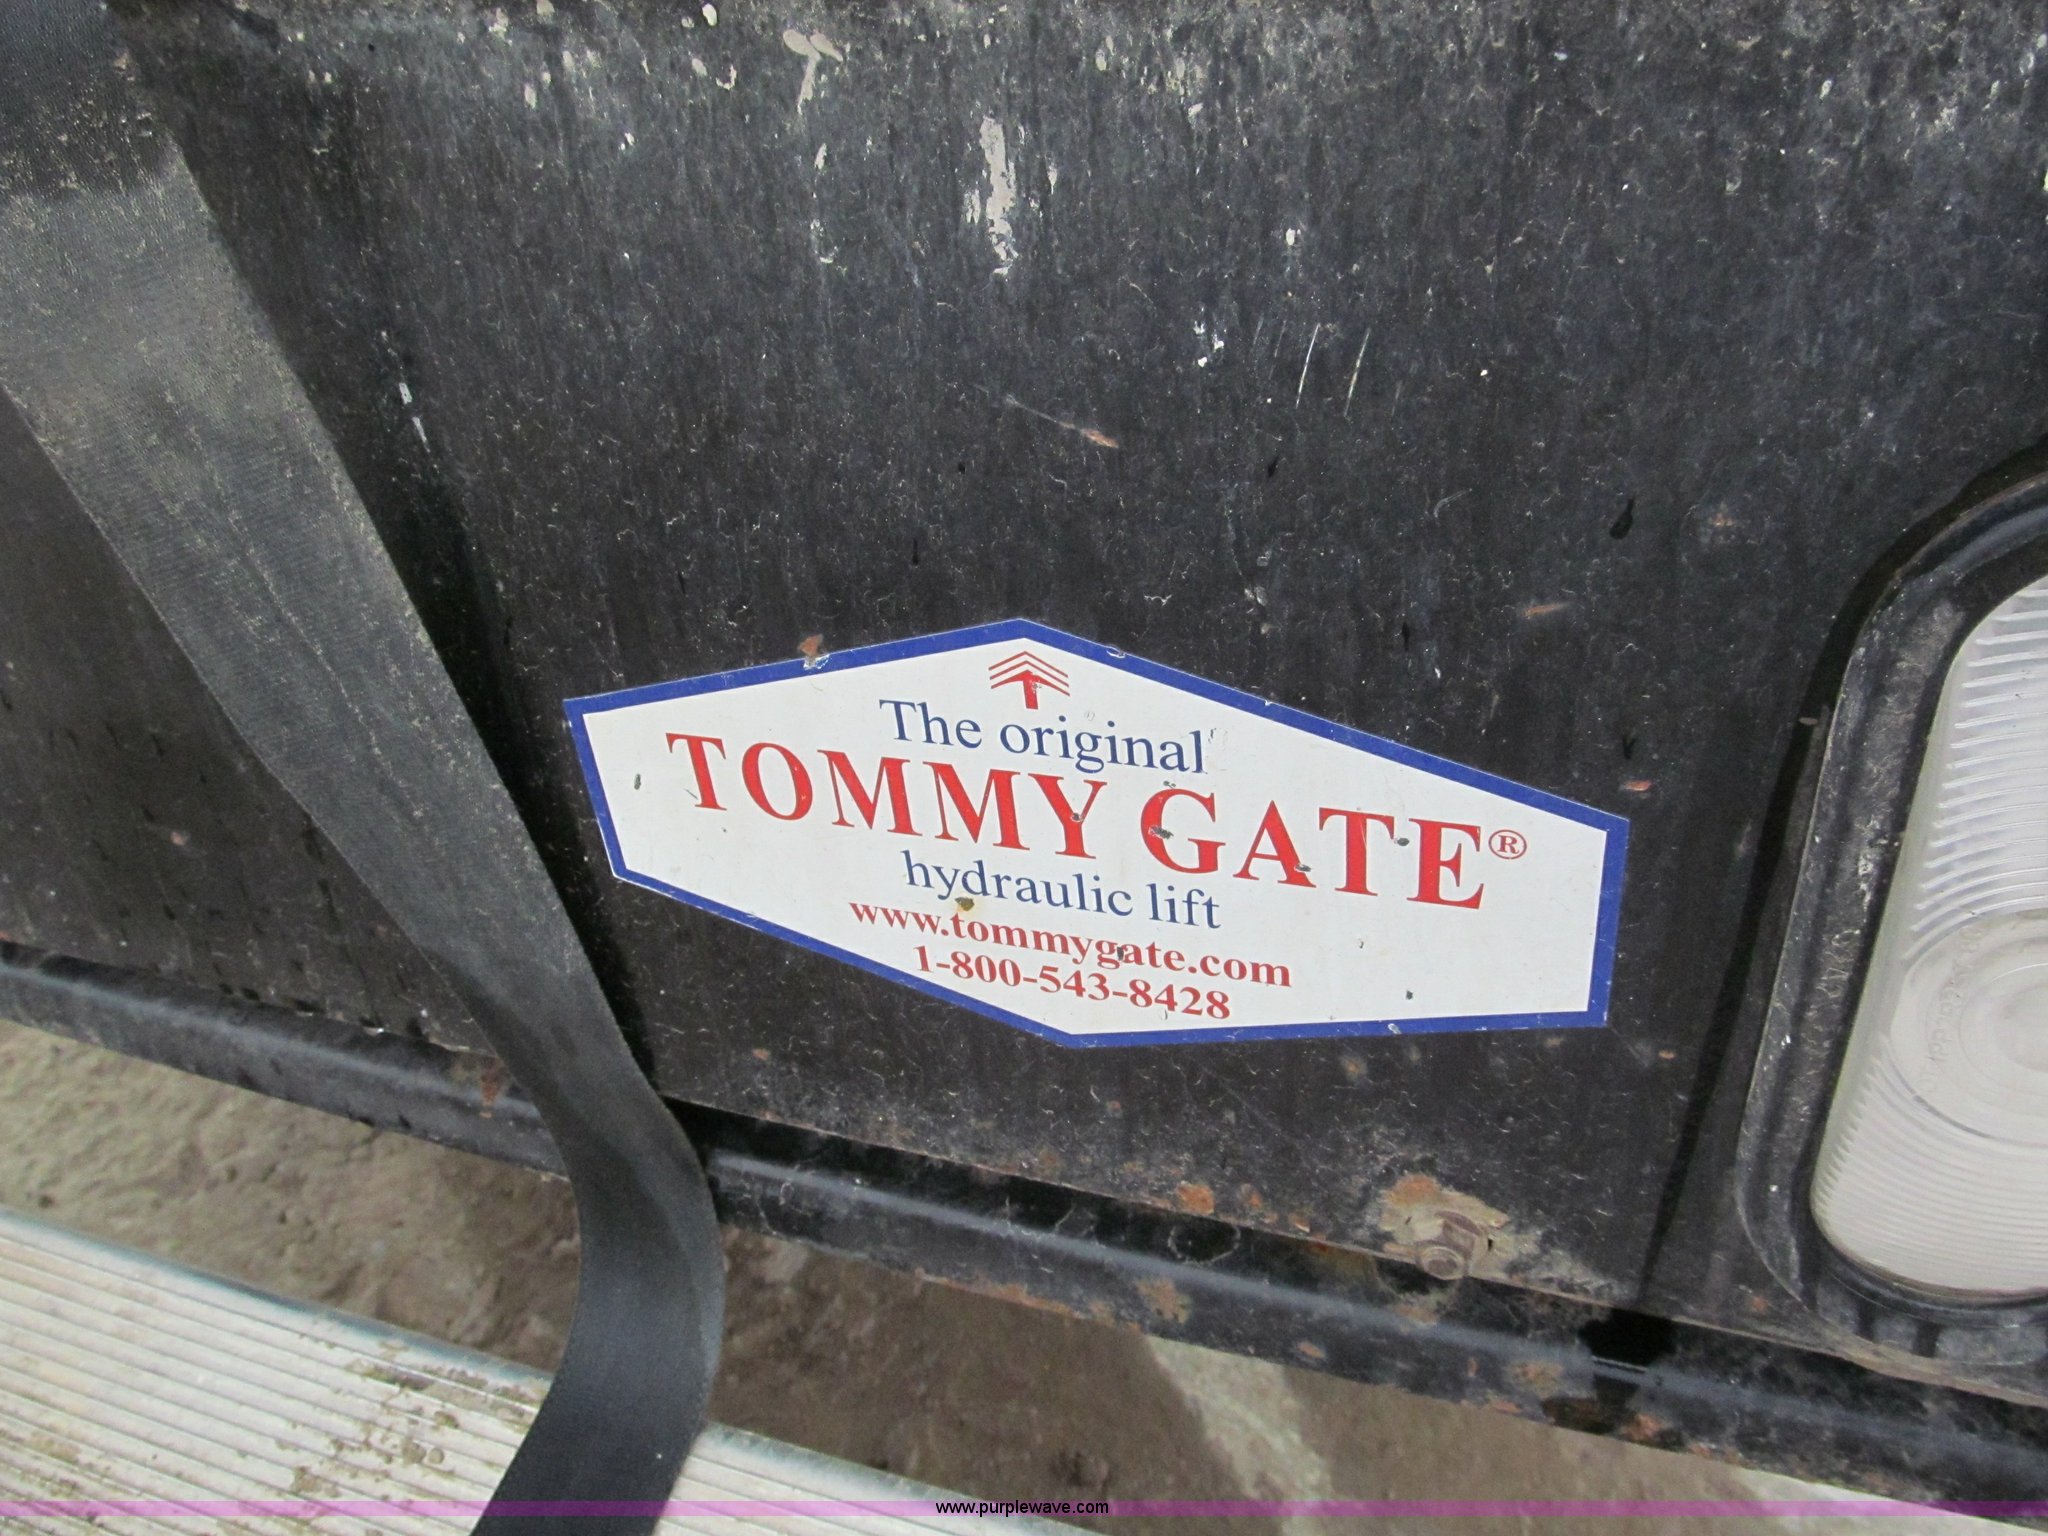 The original
TOMMY GATE®
hydraulic lift
www.tommygate.com
1-800-543-8428
www.purplewave.com